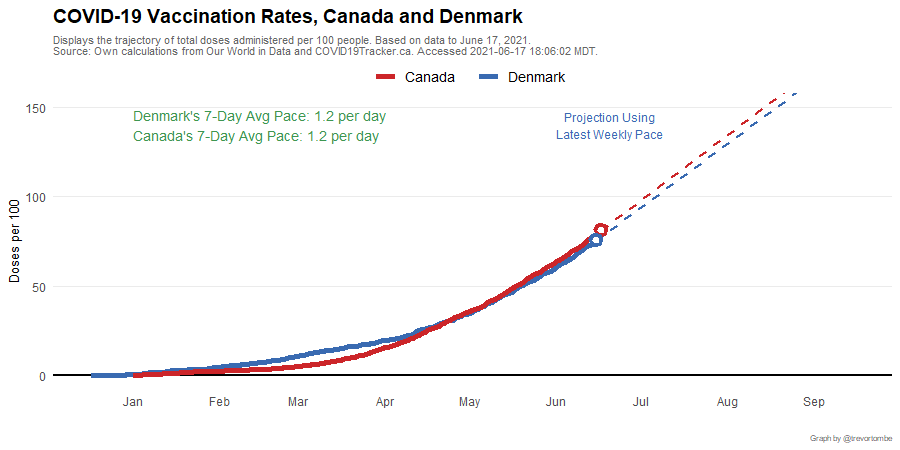 COVID-19 Vaccination Rates, Canada and Denmark
Displays the trajectory of total doses administered per 100 people. Based on data to June 17, 2021.
Source: Own calculations from Our World in Data and COVID19Tracker.ca. Accessed 2021-06-17 18:06:02 MDT.
Canada Denmark
150
Denmark's 7-Day Avg Pace: 1.2 per day
Canada's 7-Day Avg Pace: 1.2 per day
Projection Using
Latest Weekly Pace
100
Doses per 100
50
0
Jan Feb Mar Apr May Jun Jul Aug Sep
Graph by @trevortombe